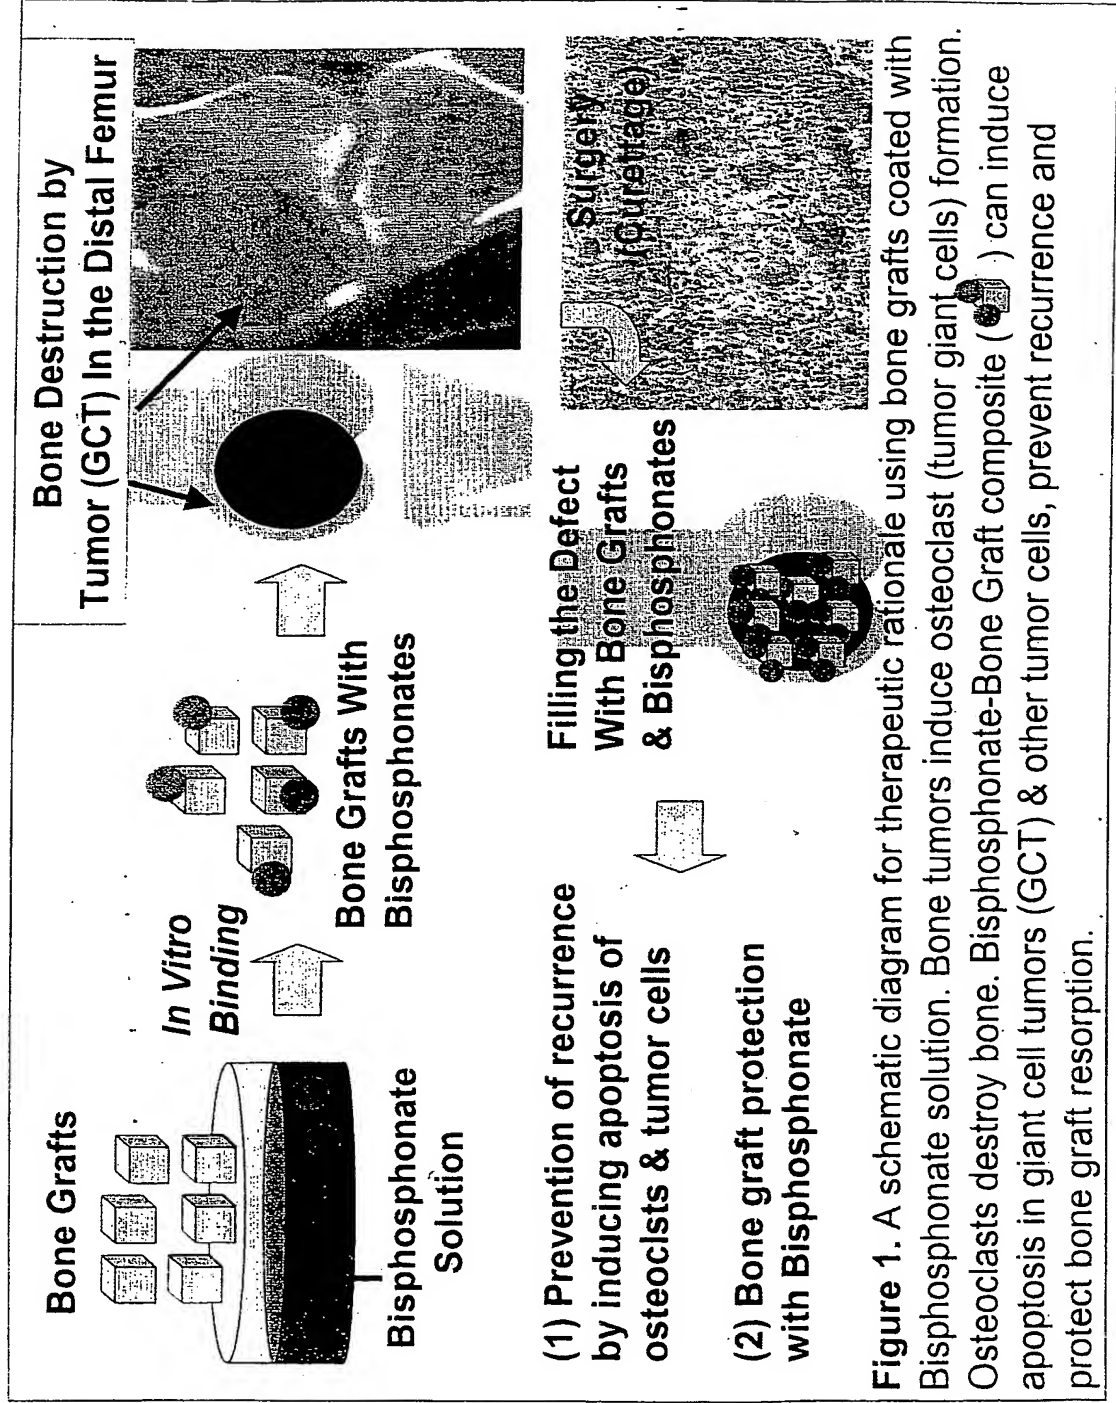 Bone Grafts
Bisphosphonate
Solution
In Vitro
Binding
Bone Grafts With
Bisphosphonates
Bone Destruction by
Tumor (GCT) In the Distal Femur
Surgery
(Curettage)
Filling the Defect
With Bone Grafts
& Bisphosphonates
(1) Prevention of recurrence
by inducing apoptosis of
osteoclsts & tumor cells
(2) Bone graft protection
with Bisphosphonate
Figure 1. A schematic diagram for therapeutic rationale using bone grafts coated with
Bisphosphonate solution. Bone tumors induce osteoclast (tumor giant cells) formation.
Osteoclasts destroy bone. Bisphosphonate-Bone Graft composite ( ) can induce
apoptosis in giant cell tumors (GCT) & other tumor cells, prevent recurrence and
protect bone graft resorption.